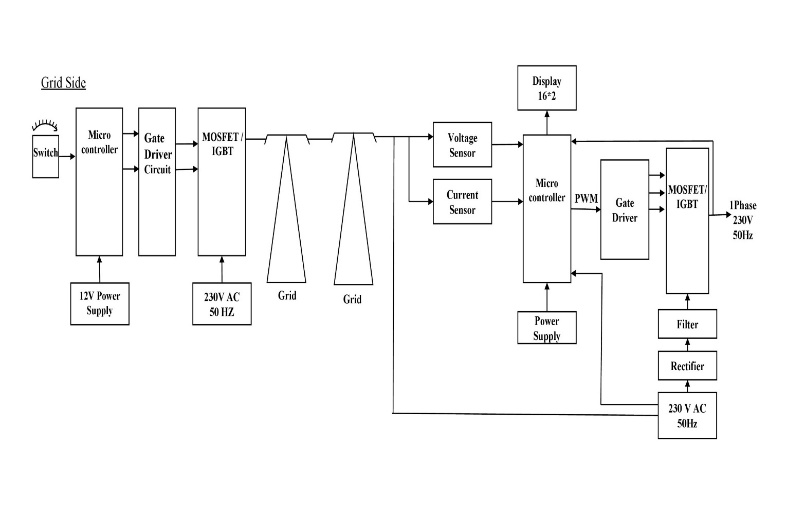 Grid Side
Switch
Micro
controller
Gate
Driver
Circuit
MOSFET /
IGBT
12V Power
Supply
230V AC
50 HZ
Grid
Grid
Voltage
Sensor
Current
Sensor
Display
16*2
Micro
controller
PWM
Gate
Driver
MOSFET/
IGBT
1Phase
230V
50Hz
Power
Supply
Filter
Rectifier
230 V AC
50Hz